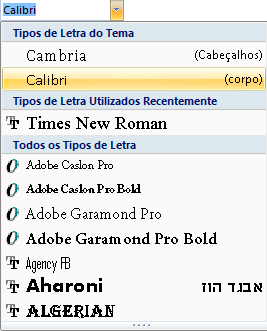 Calibri
Tipos de Letra do Tema
Cambria (Cabeçalhos)
Calibri (corpo)
Tipos de Letra Utilizados Recentemente
Times New Roman
Todos os Tipos de Letra
Adobe Caslon Pro
Adobe Caslon Pro Bold
Adobe Garamond Pro
Adobe Garamond Pro Bold
Agency FB
Aharoni אבגד הוז
ALGERIAN